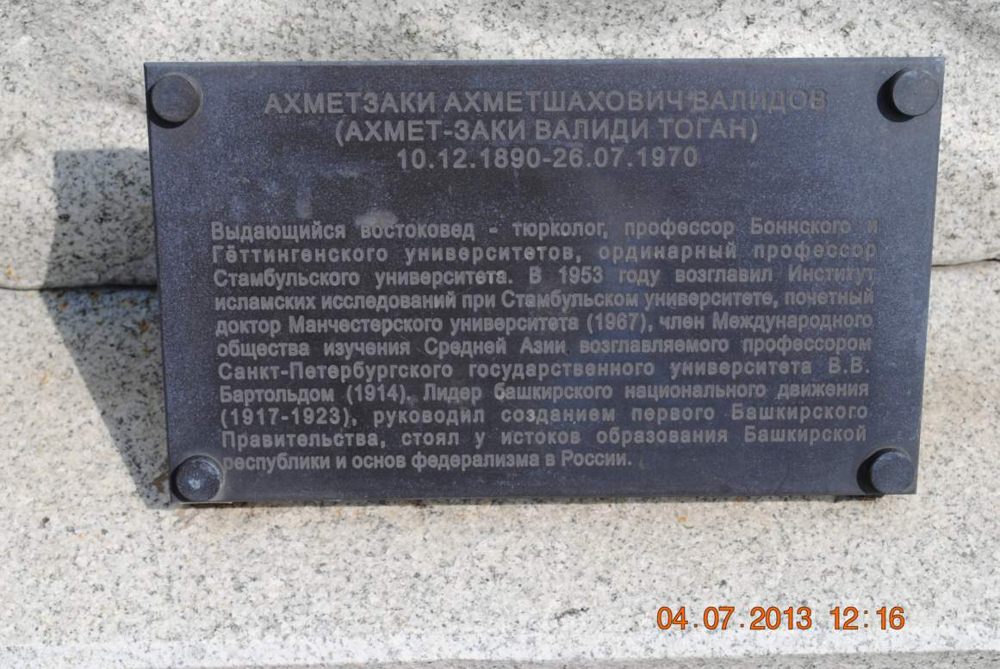 АХМЕТЗАКИ АХМЕТШАХОВИЧ ВАЛИДОВ
(АХМЕТ-ЗАКИ ВАЛИДИ ТОГАН)
10.12.1890-26.07.1970
Выдающийся востоковед - тюрколог, профессор Боннского и
Гёттингенского университетов, ординарный профессор
Стамбульского университета. В 1953 году возглавил Институт
исламских исследований при Стамбульском университете, почетный
доктор Манчестерского университета (1967), член Международного
общества изучения Средней Азии возглавляемого профессором
Санкт-Петербургского государственного университета В.В.
Бартольдом (1914). Лидер башкирского национального движения
(1917-1923), руководил созданием первого Башкирского
Правительства, стоял у истоков образования Башкирской
республики и основ федерализма в России.
04.07.2013 12:16